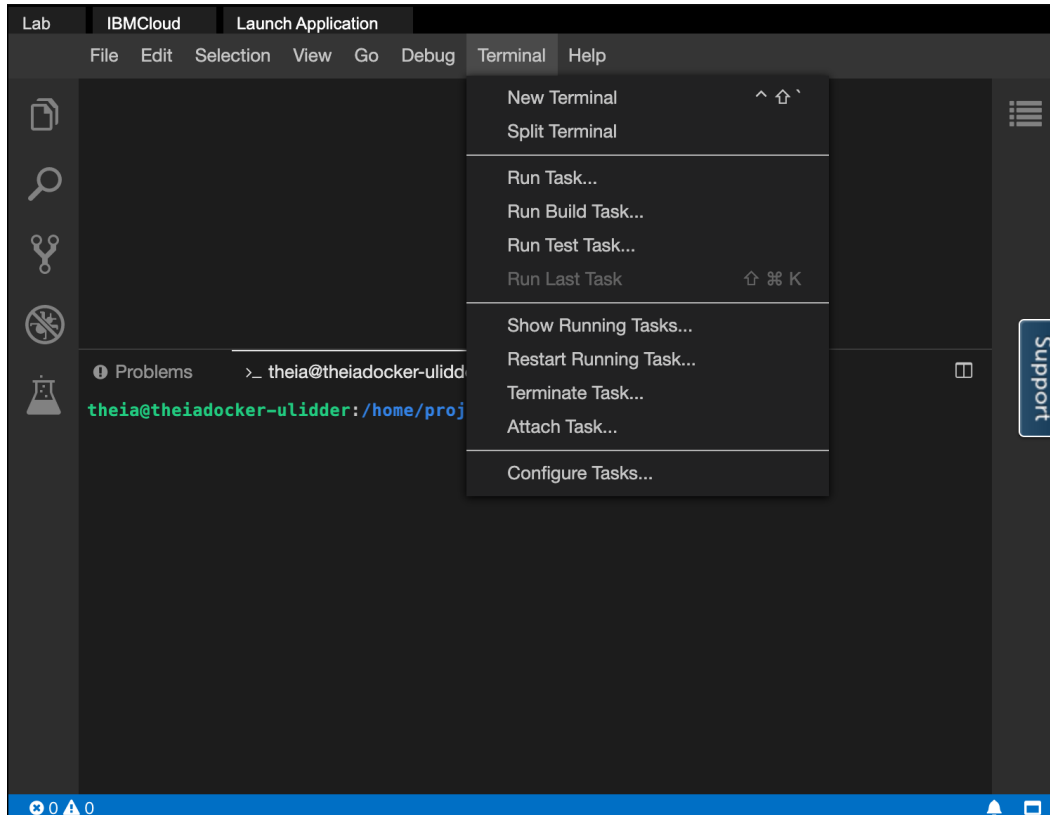 Lab IBMCloud Launch Application
File Edit Selection View Go Debug Terminal Help
New Terminal ^ ⇧ `
Split Terminal
Run Task...
Run Build Task...
Run Test Task...
Run Last Task ⇧ ⌘ K
Show Running Tasks...
Restart Running Task...
Terminate Task...
Attach Task...
Configure Tasks...
Problems >_ theia@theiadocker-ulidd
theia@theiadocker-ulidder:/home/proj
Support
0 0